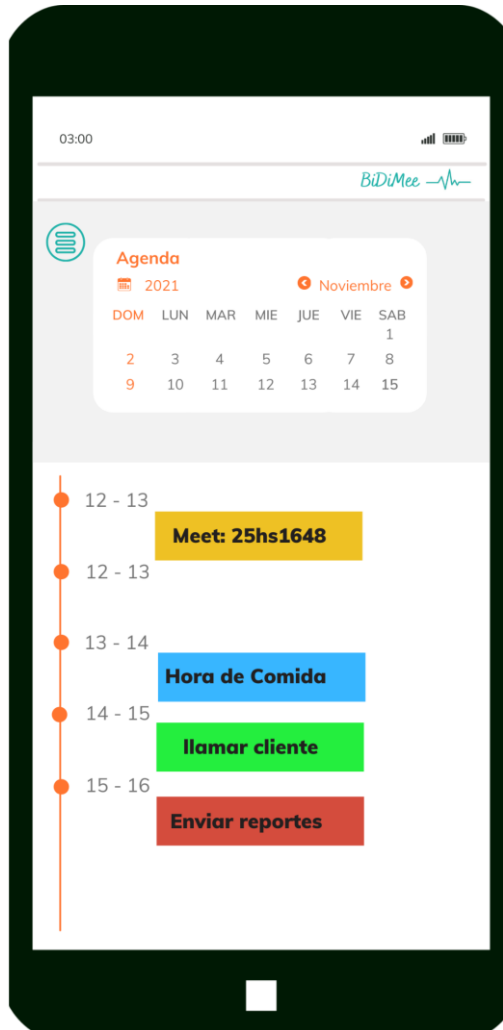 03:00
BiDiMee
Agenda
2021 Noviembre
DOM LUN MAR MIE JUE VIE SAB
1
2 3 4 5 6 7 8
9 10 11 12 13 14 15
12 - 13
Meet: 25hs1648
12 - 13
13 - 14
Hora de Comida
14 - 15
llamar cliente
15 - 16
Enviar reportes